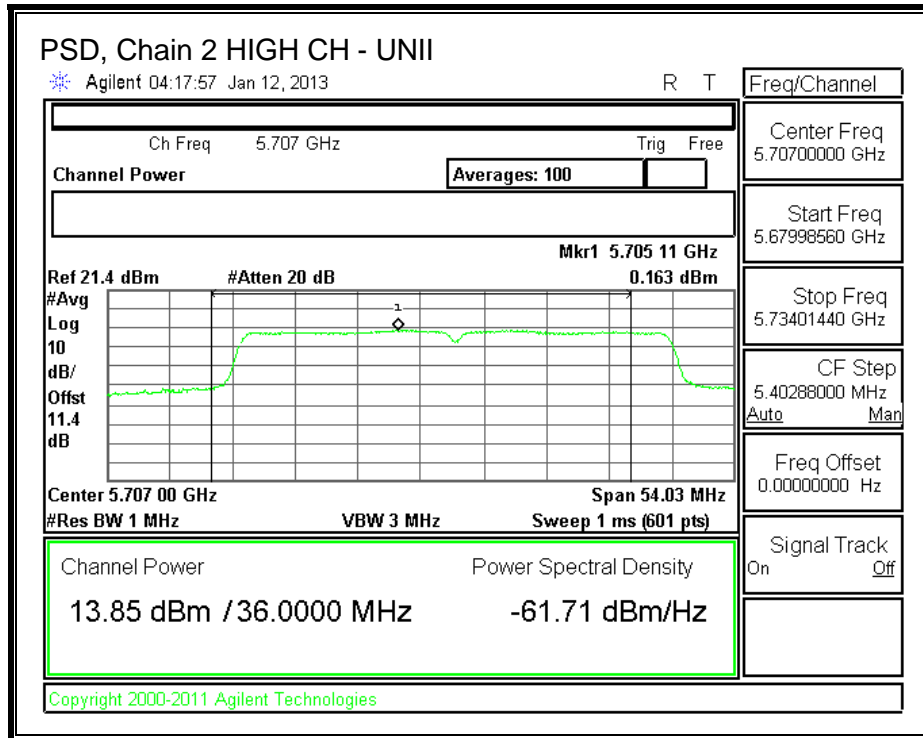 PSD, Chain 2 HIGH CH - UNII
Agilent 04:17:57 Jan 12, 2013 R T
Ch Freq 5.707 GHz Trig Free
Channel Power Averages: 100
Mkr1 5.705 11 GHz
Ref 21.4 dBm #Atten 20 dB 0.163 dBm
#Avg
Log
10
dB/
Offst
11.4
dB
1
Center 5.707 00 GHz Span 54.03 MHz
#Res BW 1 MHz VBW 3 MHz Sweep 1 ms (601 pts)
Channel Power Power Spectral Density
13.85 dBm / 36.0000 MHz -61.71 dBm/Hz
Copyright 2000-2011 Agilent Technologies
Freq/Channel
Center Freq
5.70700000 GHz
Start Freq
5.67998560 GHz
Stop Freq
5.73401440 GHz
CF Step
5.40288000 MHz
Auto Man
Freq Offset
0.00000000 Hz
Signal Track
On Off